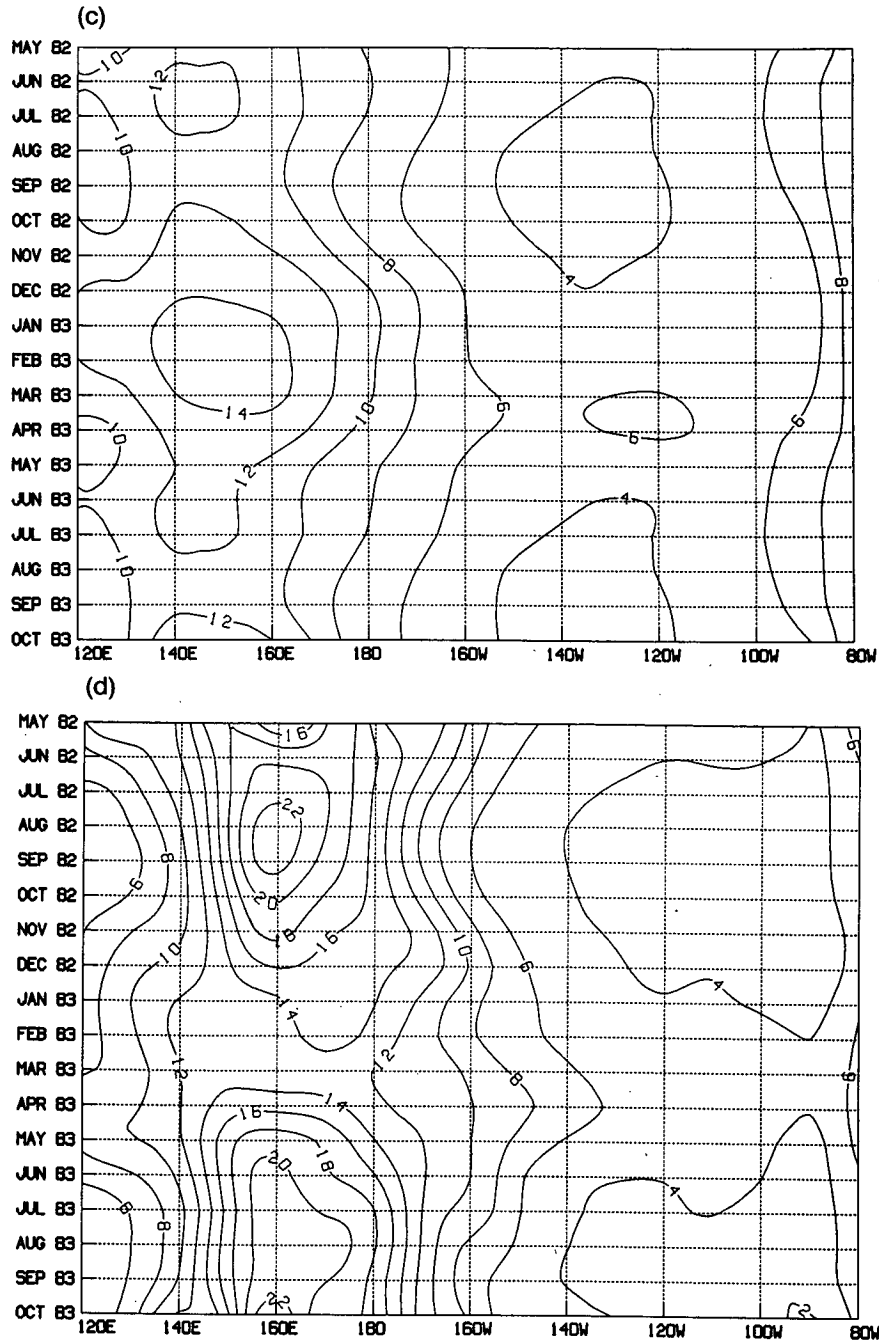 (c)
MAY 82
JUN 82
JUL 82
AUG 82
SEP 82
OCT 82
NOV 82
DEC 82
JAN 83
FEB 83
MAR 83
APR 83
MAY 83
JUN 83
JUL 83
AUG 83
SEP 83
OCT 83
10
12
10
8
4
8
14
10
6
6
6
10
12
4
10
12
120E 140E 160E 180 160W 140W 120W 100W 80W
(d)
MAY 82
JUN 82
JUL 82
AUG 82
SEP 82
OCT 82
NOV 82
DEC 82
JAN 83
FEB 83
MAR 83
APR 83
MAY 83
JUN 83
JUL 83
AUG 83
SEP 83
OCT 83
16
6
22
8
6
20
18
16
10
10
6
4
14
12
12
8
6
14
16
18
20
4
8
8
22
2
120E 140E 160E 180 160W 140W 120W 100W 80W